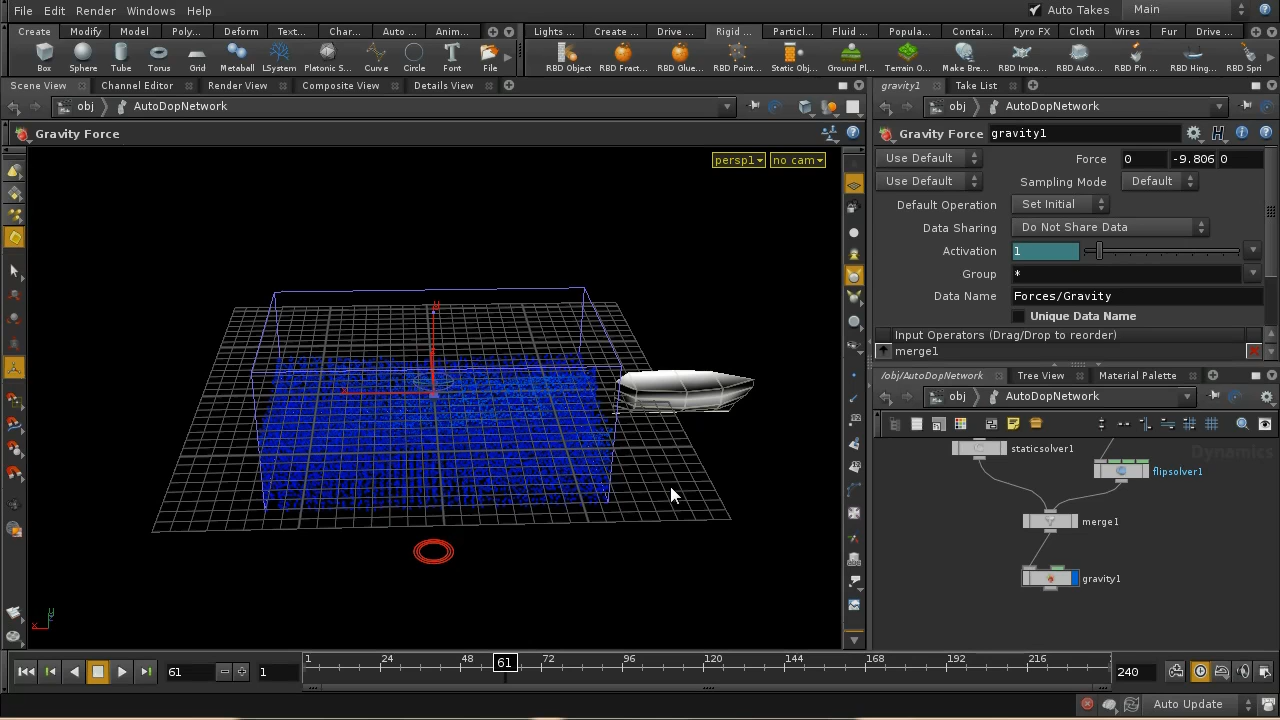 File Edit Render Windows Help
Auto Takes Main
Create Modify Model Poly... Deform Text... Char... Auto ... Anim...
Lights ... Create ... Drive ... Rigid ... Particl... Fluid ... Popula... Contai... Pyro FX Cloth Wires Fur Drive ...
Box Sphere Tube Torus Grid Metaball LSystem Platonic S... Curve Circle Font File
RBD Object RBD Fract... RBD Glue... RBD Point... Static Obj... Ground Pl... Terrain O... Make Bre... RBD Impa... RBD Auto... RBD Pin ... RBD Hing... RBD Spri
Scene View Channel Editor Render View Composite View Details View
gravity1 Take List
obj AutoDopNetwork
obj AutoDopNetwork
Gravity Force
Gravity Force gravity1
persp1 no cam
Use Default Force 0 -9.806 0
Use Default Sampling Mode Default
Default Operation Set Initial
Data Sharing Do Not Share Data
Activation 1
Group *
Data Name Forces/Gravity
Unique Data Name
Input Operators (Drag/Drop to reorder)
merge1
/obj/AutoDopNetwork Tree View Material Palette
obj AutoDopNetwork
Dynamics
staticsolver1
flipsolver1
merge1
gravity1
61 1
1 24 48 61 72 96 120 144 168 192 216
240
Auto Update